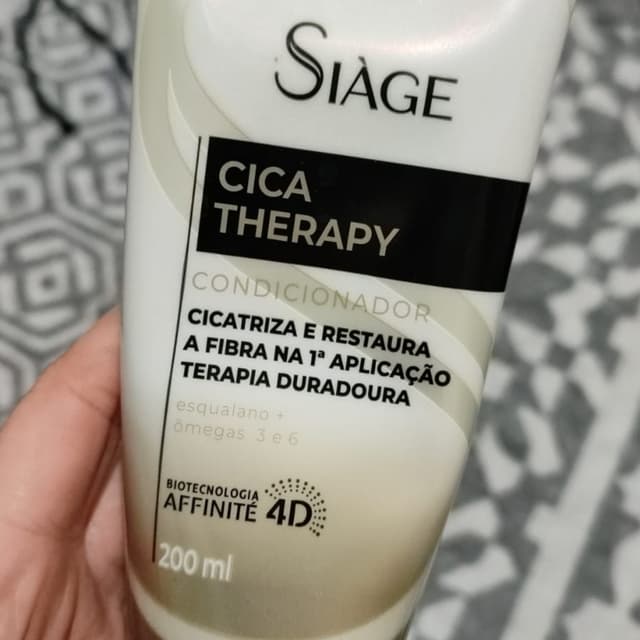 SIÀGE
CICA
THERAPY
CONDICIONADOR
CICATRIZA E RESTAURA
A FIBRA NA 1ª APLICAÇÃO
TERAPIA DURADOURA
esqualano +
ômegas 3 e 6
BIOTECNOLOGIA
AFFINITÉ 4D
200 ml